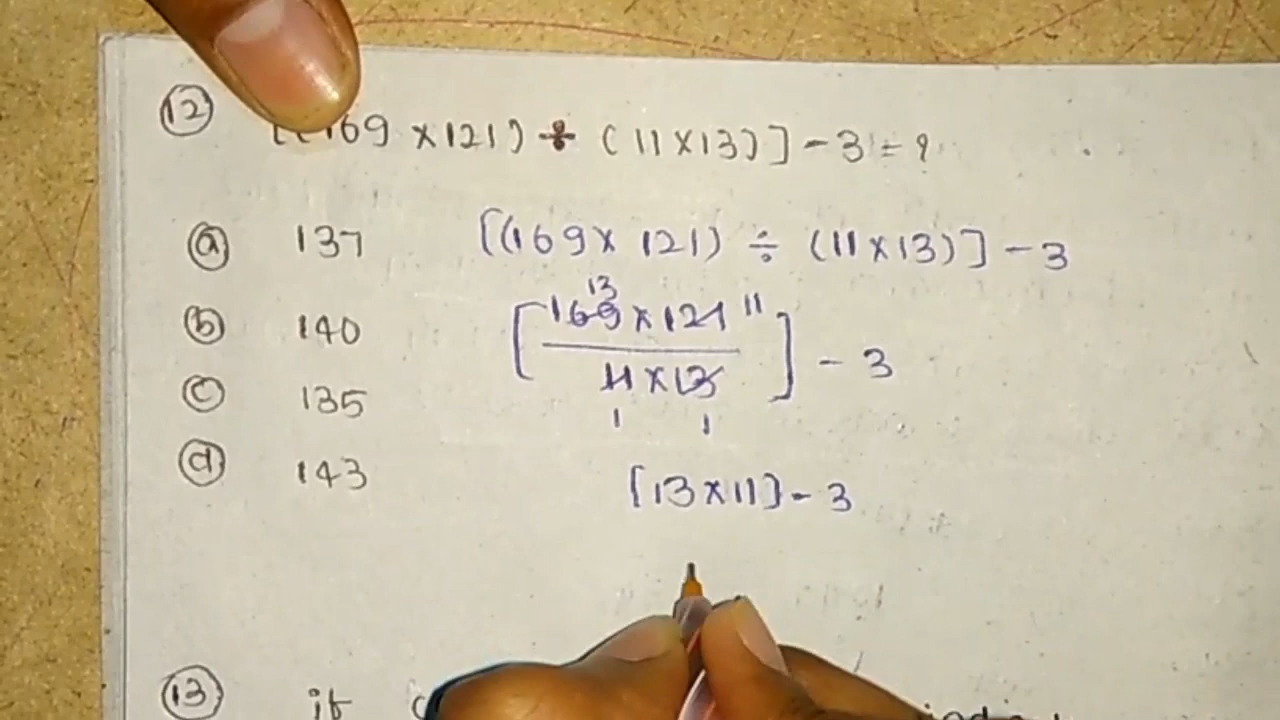 ⑫ [(169 × 121) ÷ (11 × 13)] - 3 = ?
ⓐ 137 [(169 × 121) ÷ (11 × 13)] - 3
13
[169 × 121 11
ⓑ 140 11 × 13] - 3
ⓒ 135 1 1
ⓓ 143 [13 × 11] - 3
⑬ if